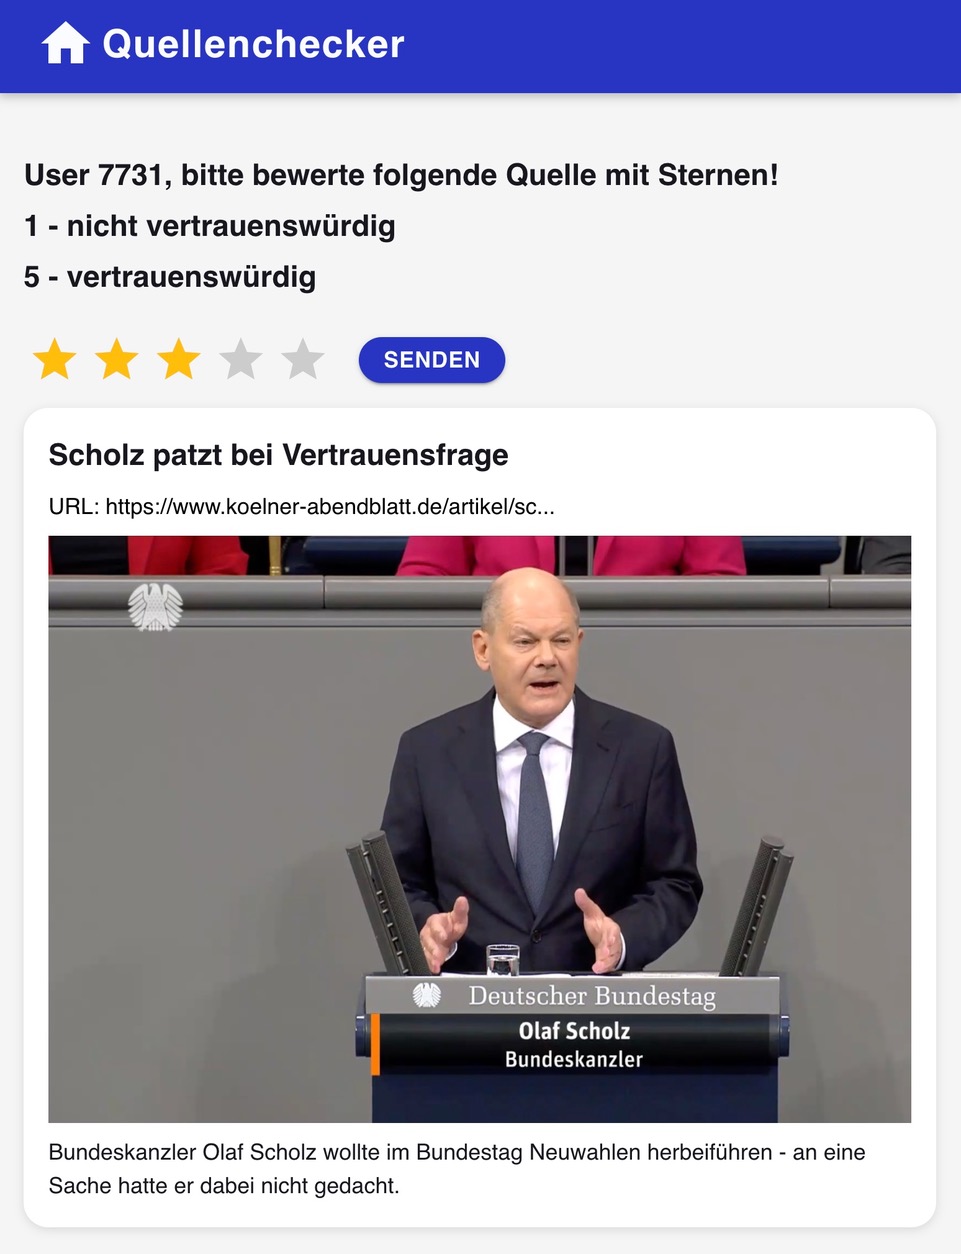 Quellenchecker
User 7731, bitte bewerte folgende Quelle mit Sternen!
1 - nicht vertrauenswürdig
5 - vertrauenswürdig
SENDEN
Scholz patzt bei Vertrauensfrage
URL: https://www.koelner-abendblatt.de/artikel/sc...
Deutscher Bundestag
Olaf Scholz
Bundeskanzler
Bundeskanzler Olaf Scholz wollte im Bundestag Neuwahlen herbeiführen - an eine
Sache hatte er dabei nicht gedacht.